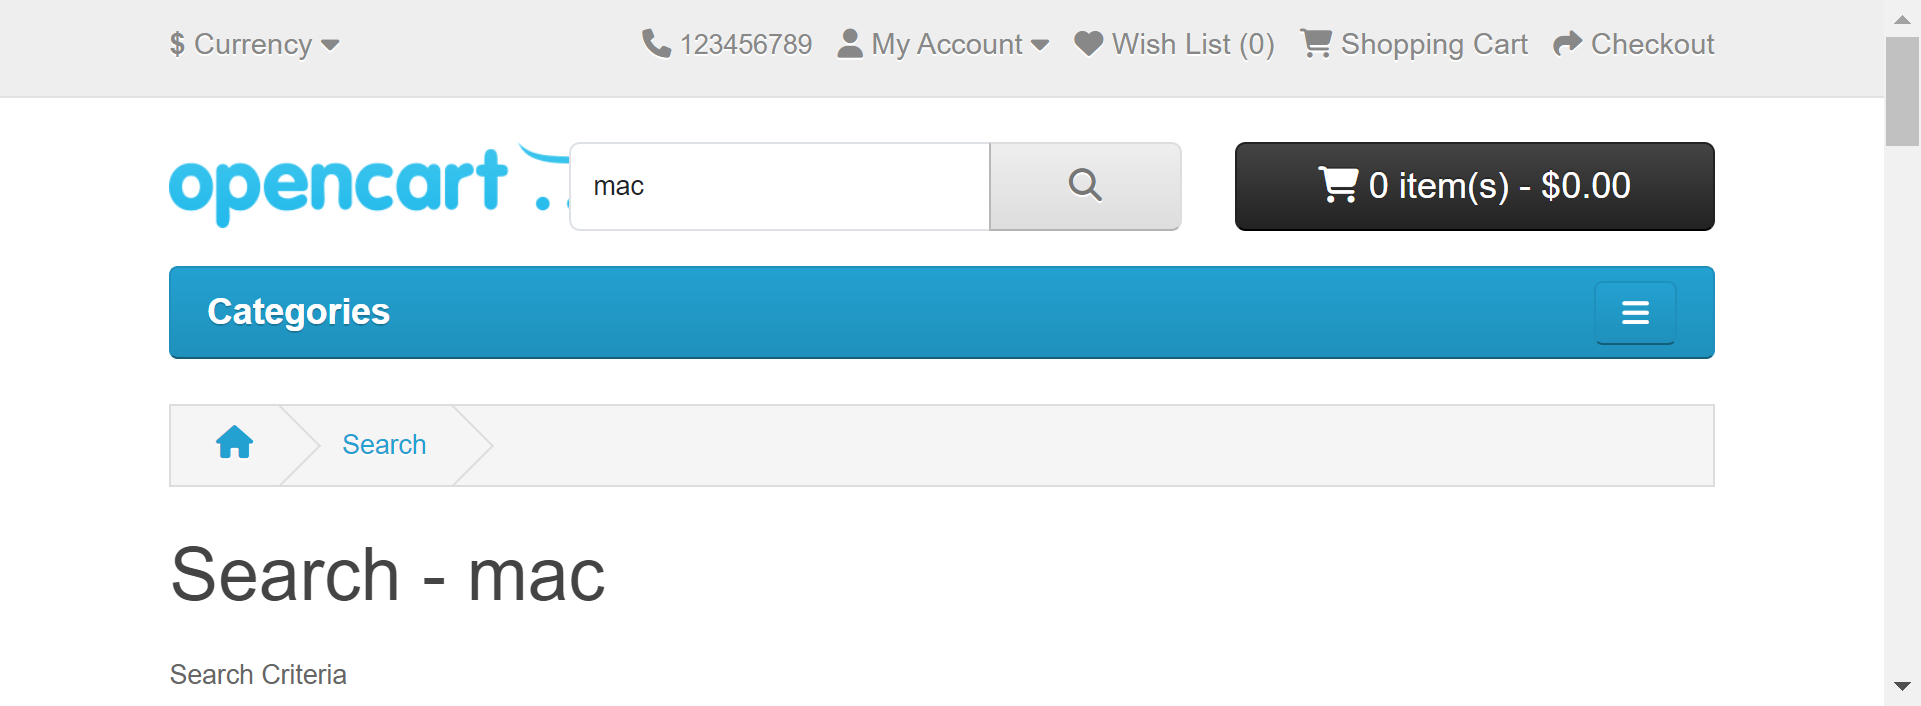 $ Currency
123456789
My Account
Wish List (0)
Shopping Cart
Checkout
opencart
mac
0 item(s) - $0.00
Categories
Search
Search - mac
Search Criteria